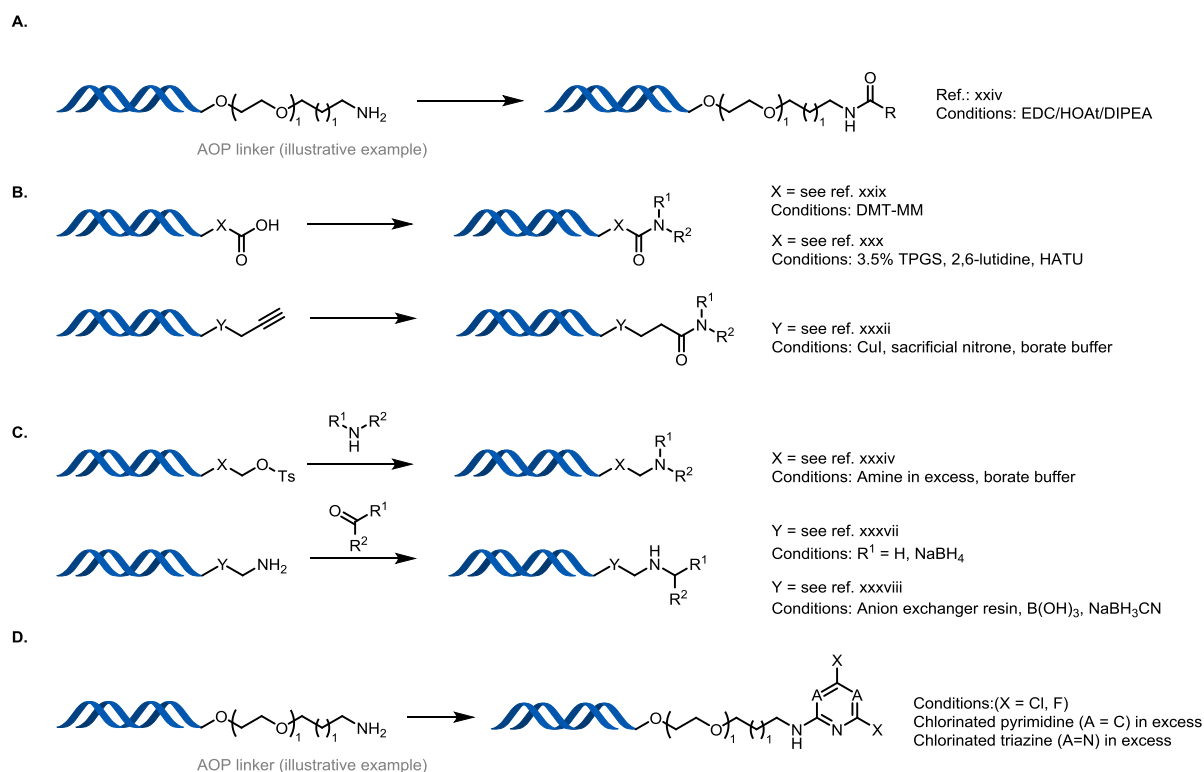 A.
O
O
1
1
NH₂
O
O
1
1
N
H
O
R
Ref.: xxiv
Conditions: EDC/HOAt/DIPEA
AOP linker (illustrative example)
B.
X
OH
O
X
O
N
R¹
R²
X = see ref. xxix
Conditions: DMT-MM
X = see ref. xxx
Conditions: 3.5% TPGS, 2,6-lutidine, HATU
Y
Y
O
N
R¹
R²
Y = see ref. xxxii
Conditions: CuI, sacrificial nitrone, borate buffer
C.
R¹
N
H
R²
X
O
Ts
X
N
R¹
R²
X = see ref. xxxiv
Conditions: Amine in excess, borate buffer
O
R¹
R²
Y
NH₂
Y
H
N
R¹
R²
Y = see ref. xxxvii
Conditions: R¹ = H, NaBH₄
Y = see ref. xxxviii
Conditions: Anion exchanger resin, B(OH)₃, NaBH₃CN
D.
O
O
1
1
NH₂
O
O
1
1
N
H
X
A
A
N
X
Conditions:(X = Cl, F)
Chlorinated pyrimidine (A = C) in excess
Chlorinated triazine (A=N) in excess
AOP linker (illustrative example)